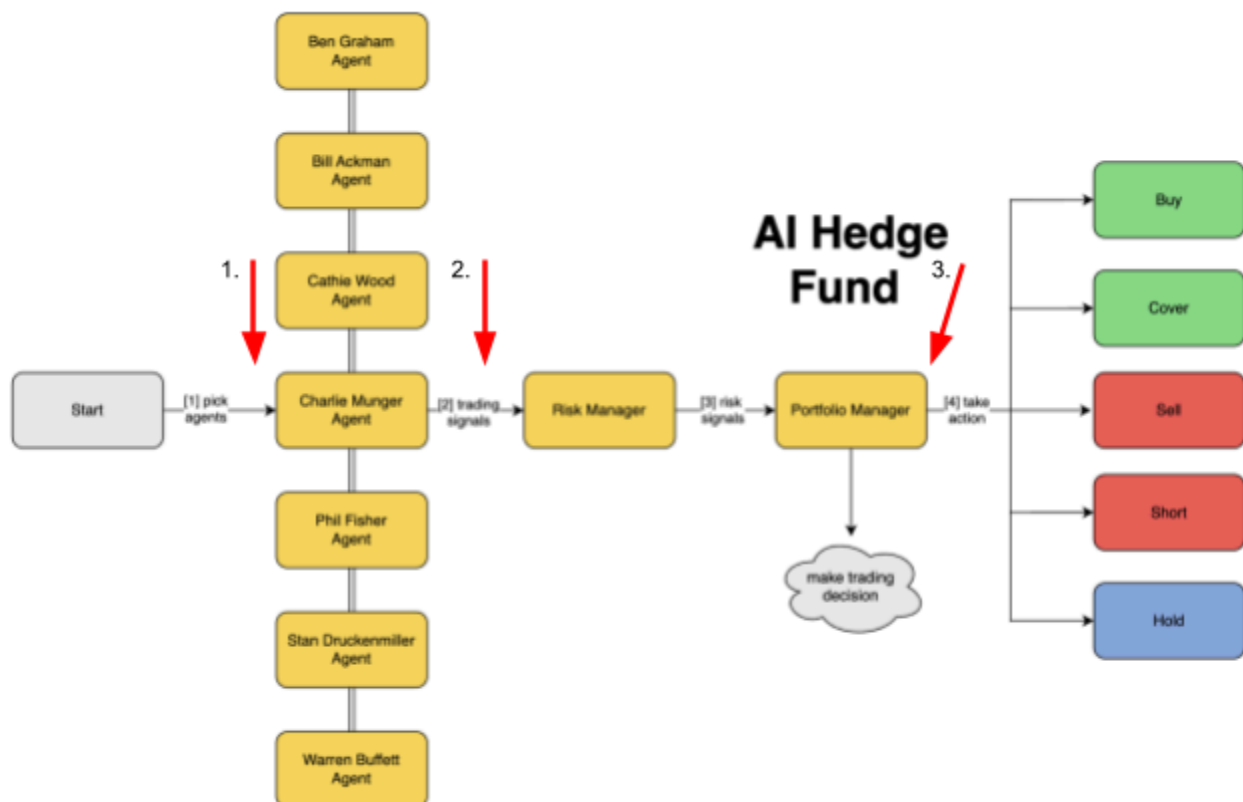 Ben Graham
Agent
Bill Ackman
Agent
AI Hedge
Fund
Buy
1.
Cathie Wood
Agent
2.
3.
Cover
Start
[1] pick
agents
Charlie Munger
Agent
[2] trading
signals
Risk Manager
[3] risk
signals
Portfolio Manager
[4] take
action
Sell
Phil Fisher
Agent
Short
make trading
decision
Stan Druckenmiller
Agent
Hold
Warren Buffett
Agent